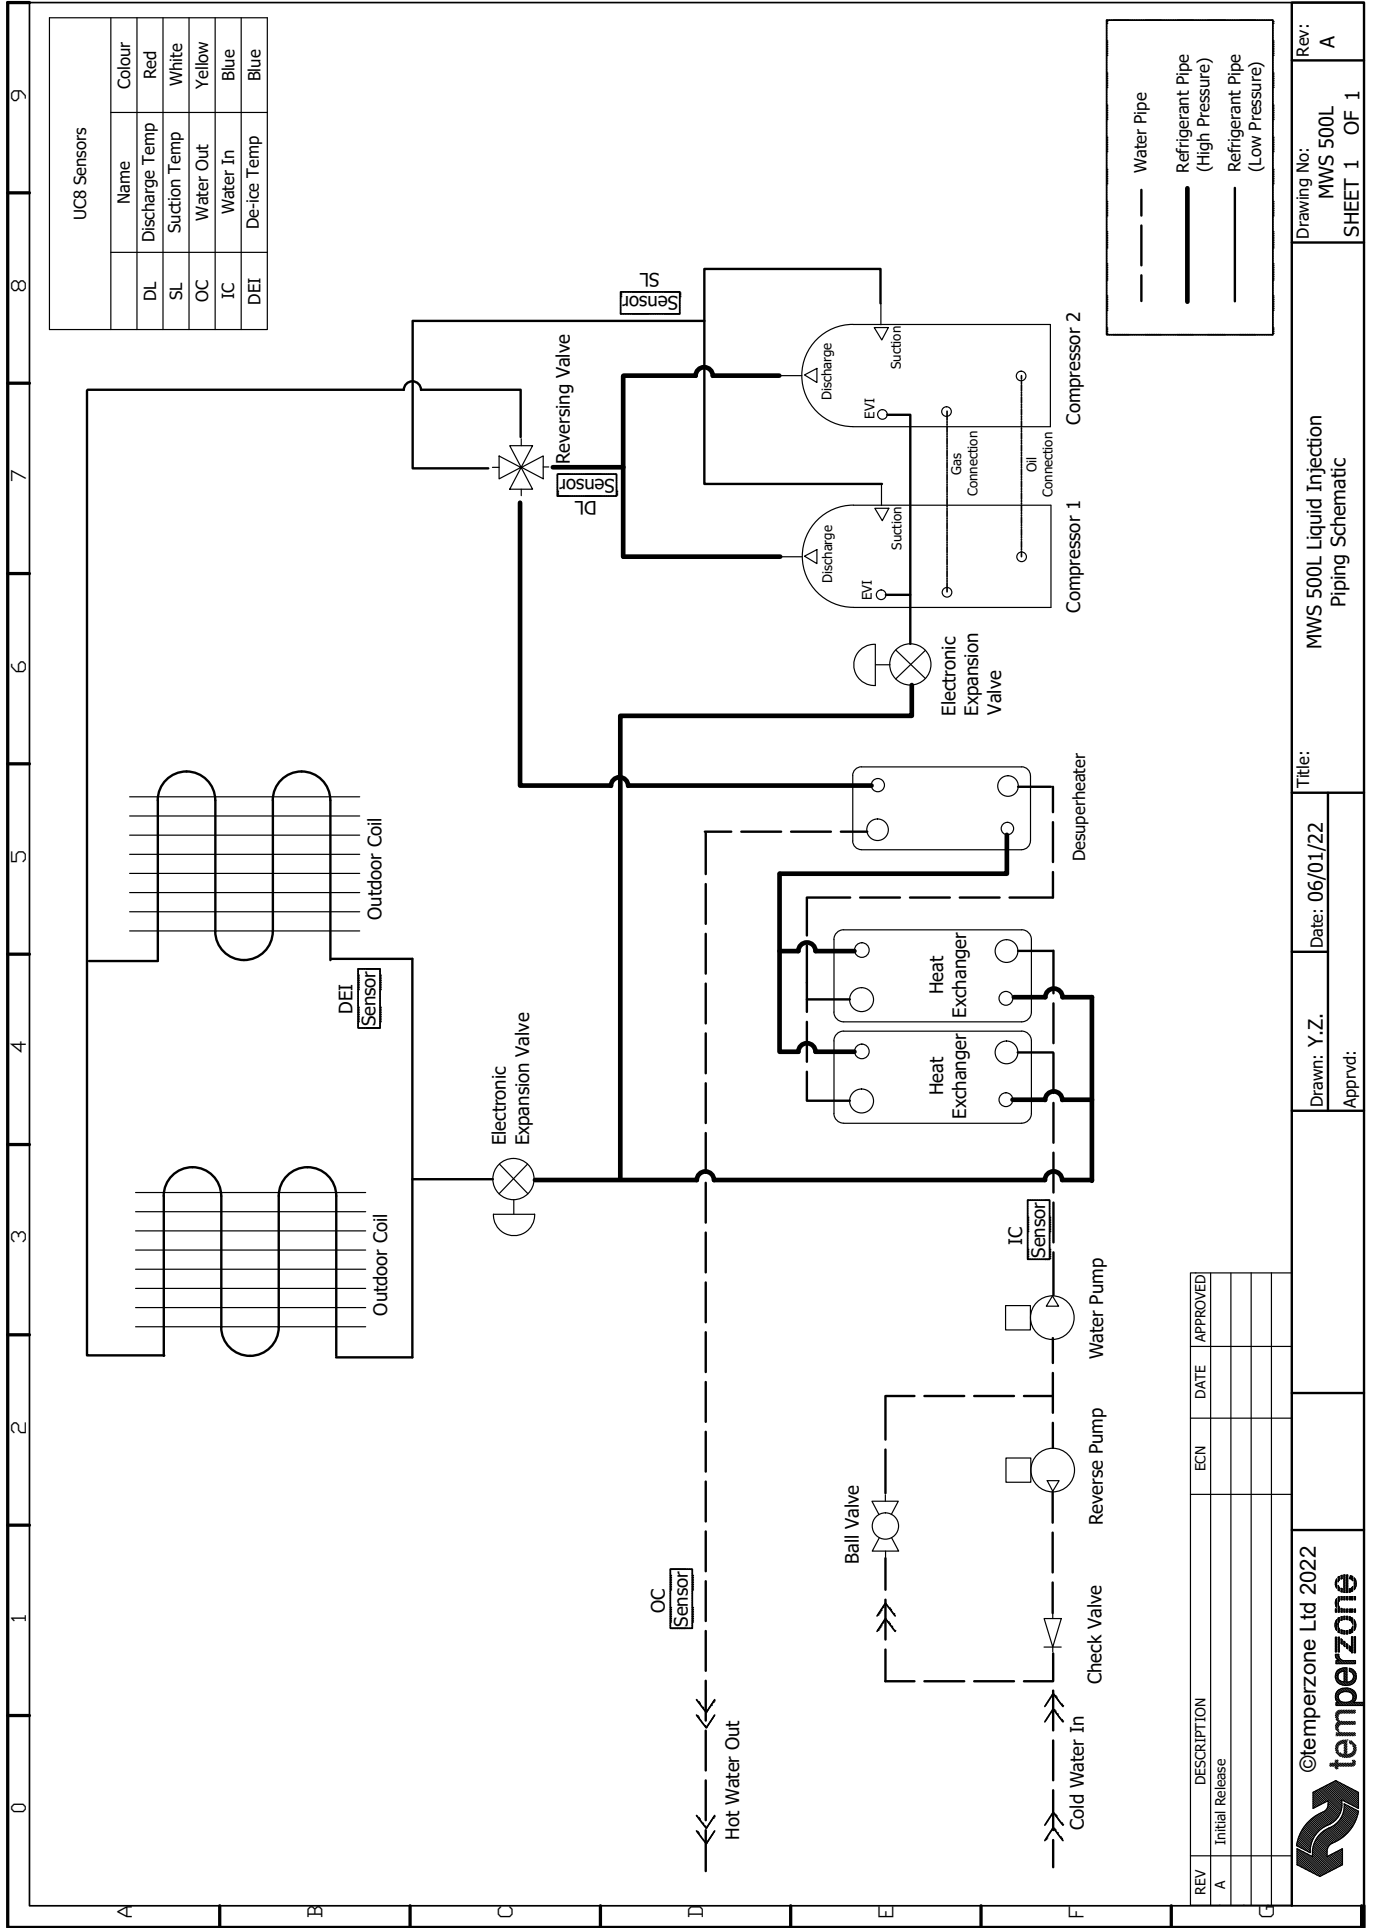 UC8 Sensors
Name Colour
DL Discharge Temp Red
SL Suction Temp White
OC Water Out Yellow
IC Water In Blue
DEI De-ice Temp Blue
0 1 2 3 4 5 6 7 8 9
A
B
C
D
E
F
G
Outdoor Coil
Outdoor Coil
DEI
Sensor
Electronic
Expansion Valve
Reversing Valve
Sensor
DL
Sensor
SL
OC
Sensor
Hot Water Out
Ball Valve
Cold Water In
Check Valve
Reverse Pump
Water Pump
IC
Sensor
Heat
Exchanger
Heat
Exchanger
Desuperheater
Electronic
Expansion
Valve
Discharge
EVI
Suction
Compressor 1
Gas
Connection
Oil
Connection
Discharge
EVI
Suction
Compressor 2
Water Pipe
Refrigerant Pipe
(High Pressure)
Refrigerant Pipe
(Low Pressure)
REV DESCRIPTION ECN DATE APPROVED
A Initial Release
©temperzone Ltd 2022
temperzone
Drawn: Y.Z.
Date: 06/01/22
Apprvd:
Title:
MWS 500L Liquid Injection
Piping Schematic
Drawing No:
MWS 500L
SHEET 1 OF 1
Rev:
A